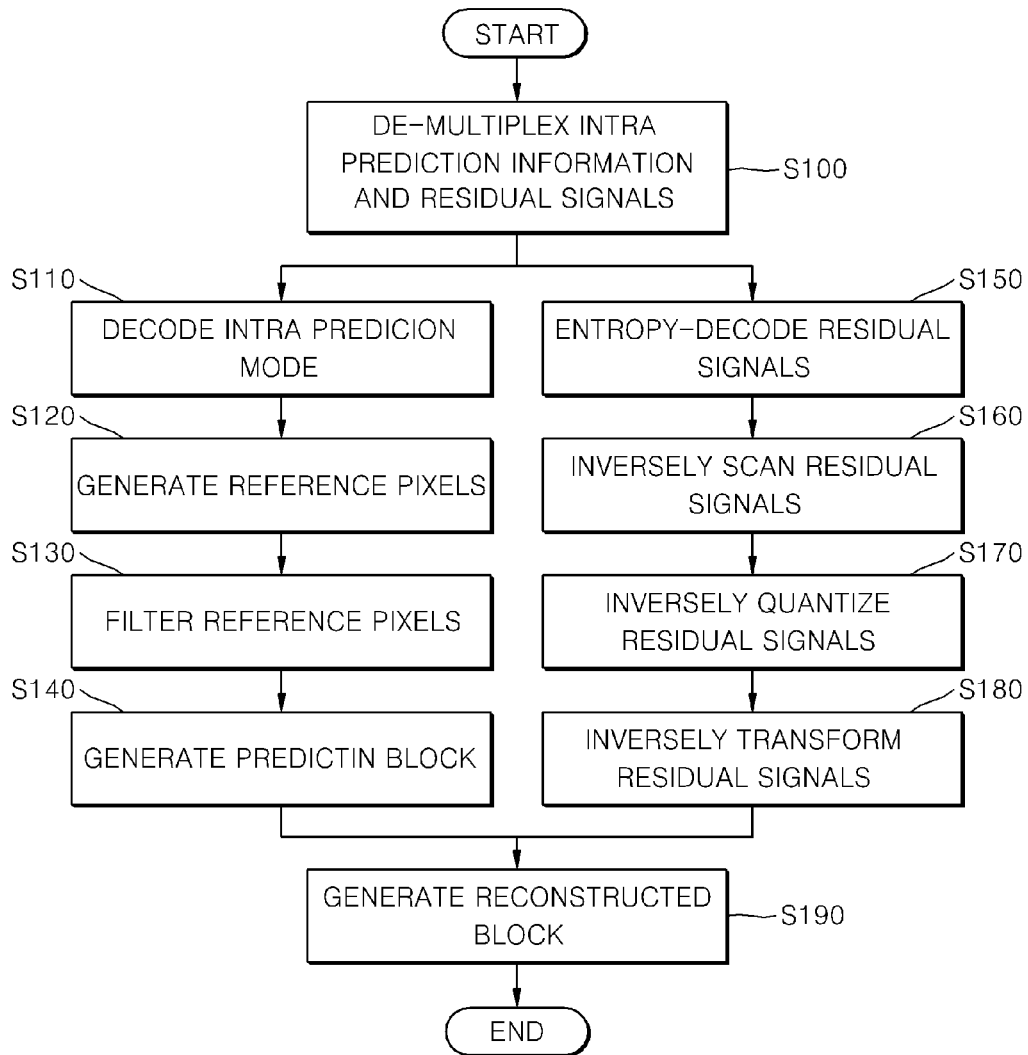 START
DE-MULTIPLEX INTRA
PREDICTION INFORMATION
AND RESIDUAL SIGNALS
S100
S110
DECODE INTRA PREDICION
MODE
S120
GENERATE REFERENCE PIXELS
S130
FILTER REFERENCE PIXELS
S140
GENERATE PREDICTIN BLOCK
S150
ENTROPY-DECODE RESIDUAL
SIGNALS
S160
INVERSELY SCAN RESIDUAL
SIGNALS
S170
INVERSELY QUANTIZE
RESIDUAL SIGNALS
S180
INVERSELY TRANSFORM
RESIDUAL SIGNALS
GENERATE RECONSTRUCTED
BLOCK
S190
END